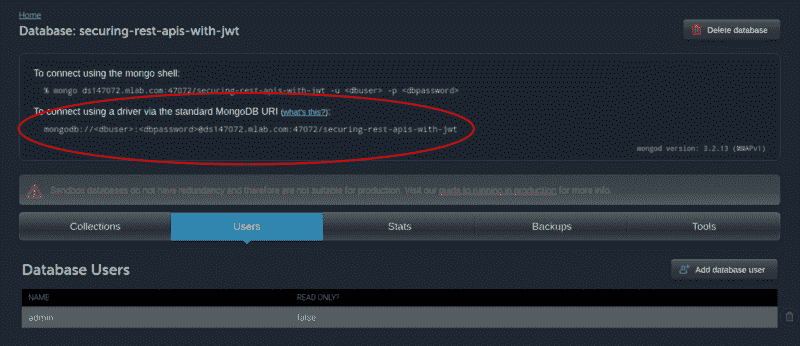 Home
Database: securing-rest-apis-with-jwt
Delete database
To connect using the mongo shell:
% mongo ds147072.mlab.com:47072/securing-rest-apis-with-jwt -u <dbuser> -p <dbpassword>
To connect using a driver via the standard MongoDB URI (what's this?):
mongodb://<dbuser>:<dbpassword>@ds147072.mlab.com:47072/securing-rest-apis-with-jwt
mongod version: 3.2.13 (MMAPv1)
Sandbox databases do not have redundancy and therefore are not suitable for production. Visit our guide to running in production for more info.
Collections Users Stats Backups Tools
Database Users
Add database user
NAME READ ONLY?
admin false